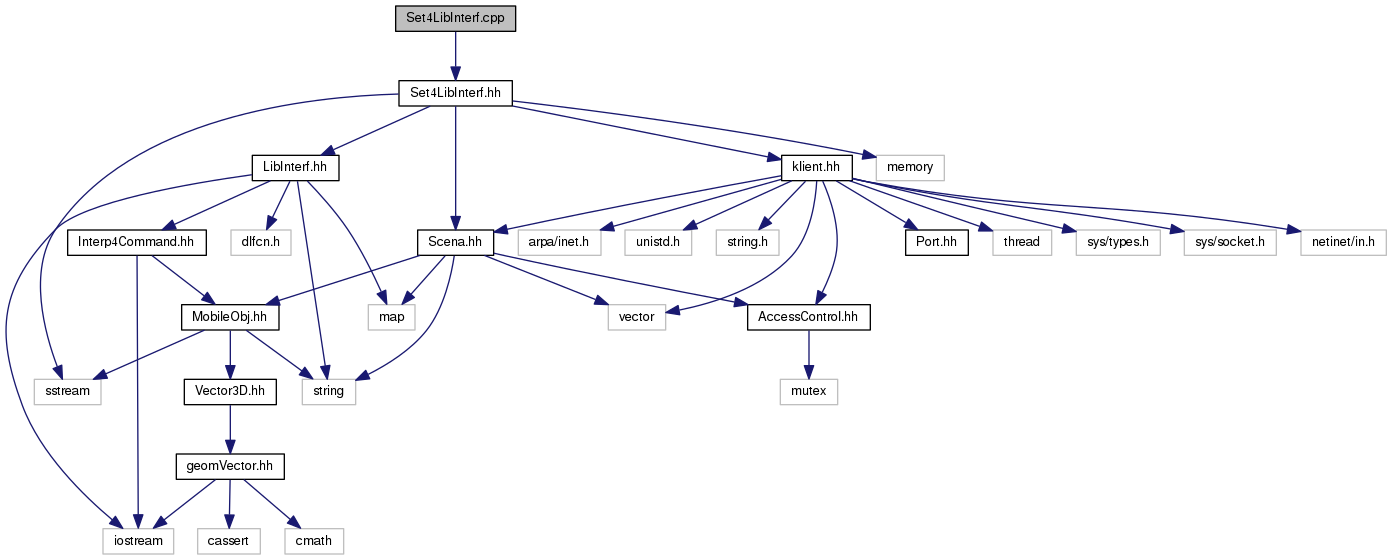 Set4LibInterf.cpp
Set4LibInterf.hh
LibInterf.hh
klient.hh
memory
Interp4Command.hh
dlfcn.h
Scena.hh
arpa/inet.h
unistd.h
string.h
Port.hh
thread
sys/types.h
sys/socket.h
netinet/in.h
MobileObj.hh
map
vector
AccessControl.hh
sstream
Vector3D.hh
string
mutex
geomVector.hh
iostream
cassert
cmath